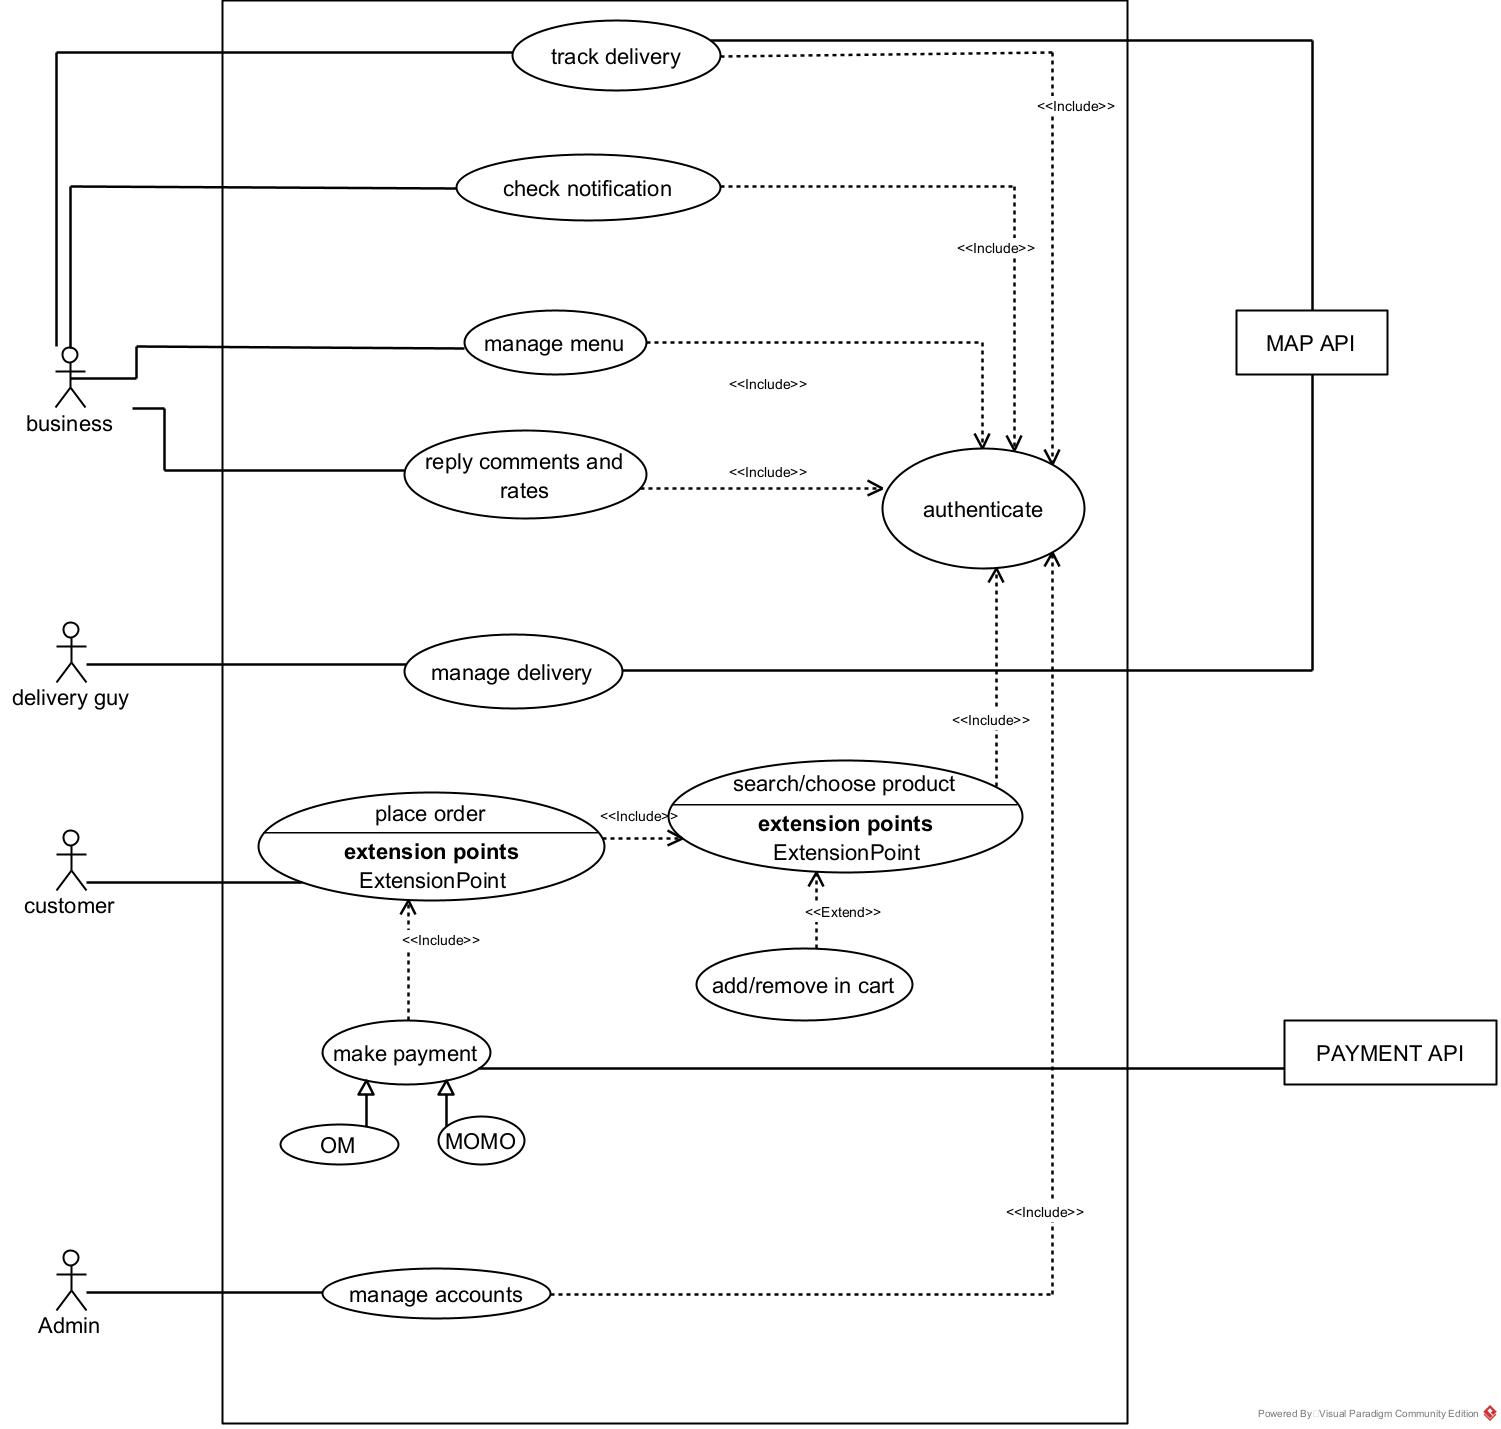 track delivery
<<Include>>
check notification
<<Include>>
manage menu
MAP API
<<Include>>
business
reply comments and
rates
<<Include>>
authenticate
manage delivery
delivery guy
<<Include>>
search/choose product
extension points
ExtensionPoint
place order
extension points
ExtensionPoint
<<Include>>
customer
<<Extend>>
<<Include>>
add/remove in cart
make payment
PAYMENT API
OM
MOMO
<<Include>>
manage accounts
Admin
Powered By Visual Paradigm Community Edition